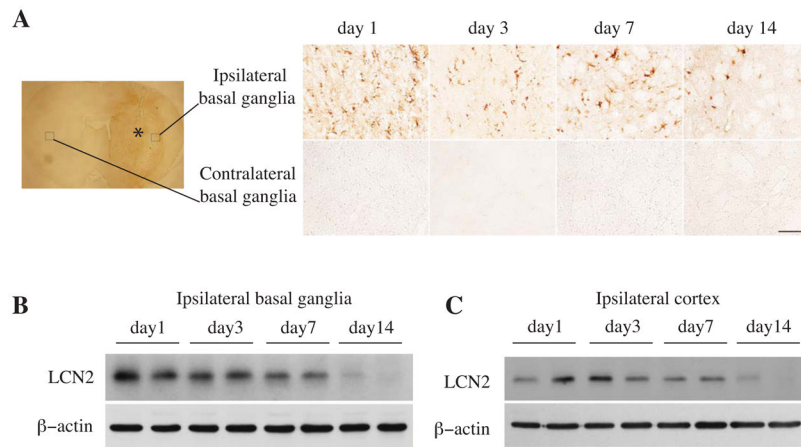 A
day 1 day 3 day 7 day 14
Ipsilateral
basal ganglia
*
Contralateral
basal ganglia
B
Ipsilateral basal ganglia
day1 day3 day7 day14
LCN2
β-actin
C
Ipsilateral cortex
day1 day3 day7 day14
LCN2
β-actin